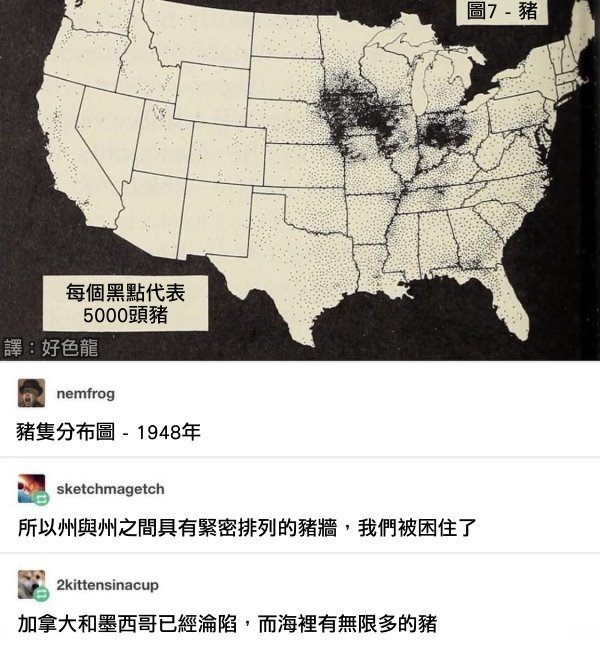 圖7 - 豬
每個黑點代表
5000頭豬
譯：好色龍
nemfrog
豬隻分布圖 - 1948年
sketchmagetch
所以州與州之間具有緊密排列的豬牆，我們被困住了
2kittensinacup
加拿大和墨西哥已經淪陷，而海裡有無限多的豬